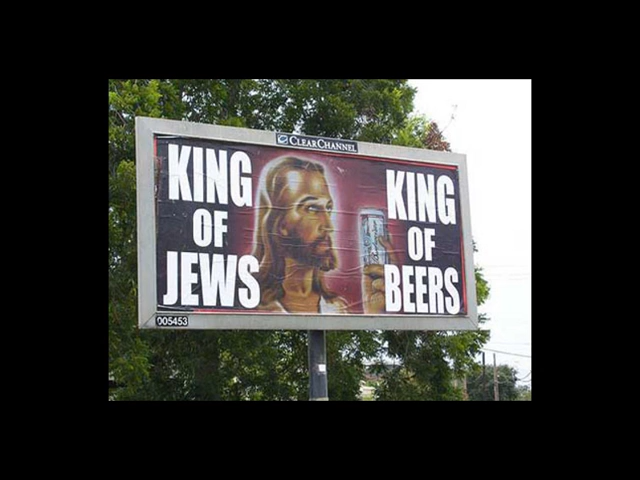 CLEARCHANNEL
KING
OF
JEWS
KING
OF
BEERS
005453